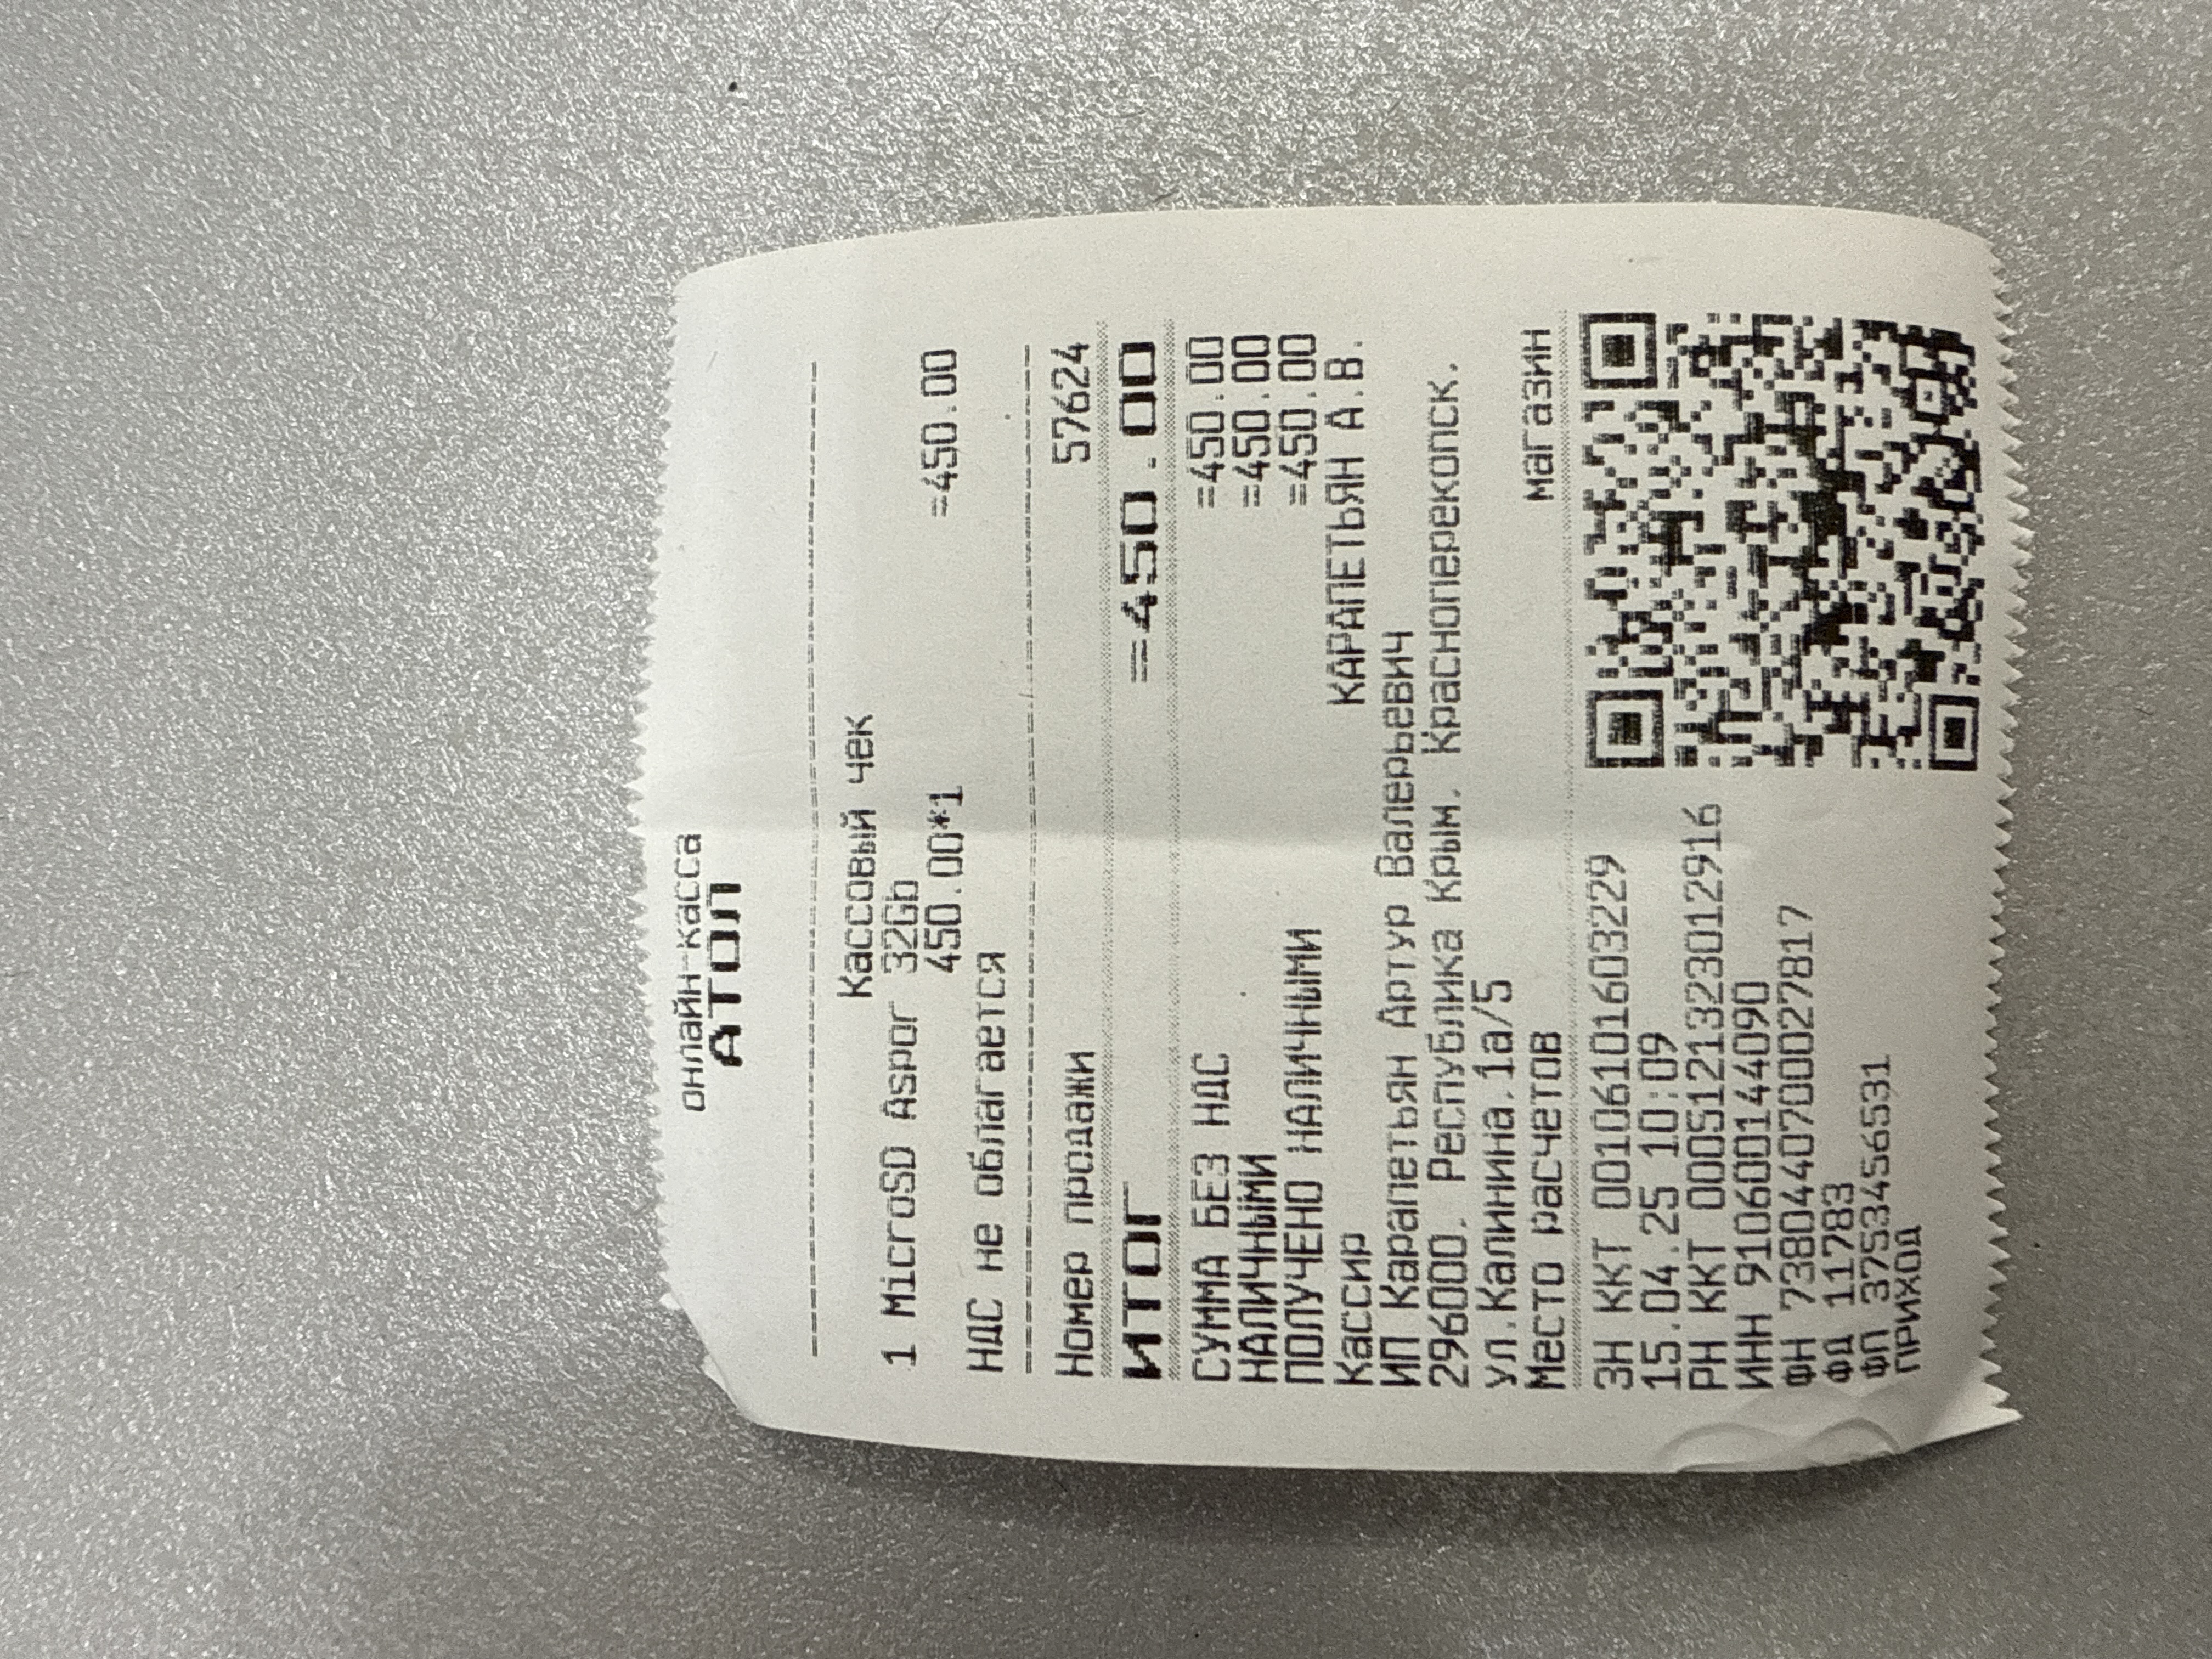 онлайн-касса
АТОЛ
Кассовый чек
1 MicroSD Aspor 32Gb
450.00*1 =450.00
НДС не облагается
Номер продажи 57624
ИТОГ =450.00
СУММА БЕЗ НДС =450.00
НАЛИЧНЫМИ =450.00
ПОЛУЧЕНО НАЛИЧНЫМИ =450.00
Кассир КАРАПЕТЬЯН А.В.
ИП Карапетьян Артур Валерьевич
296000. Республика Крым. Красноперекопск.
ул.Калинина.1а/5
Место расчетов магазин
ЗН ККТ 00106101603229
15.04.25 10:09
РН ККТ 0005121323012916
ИНН 910600144090
ФН 7380440700027817
ФД 11783
ФП 3753456531
ПРИХОД